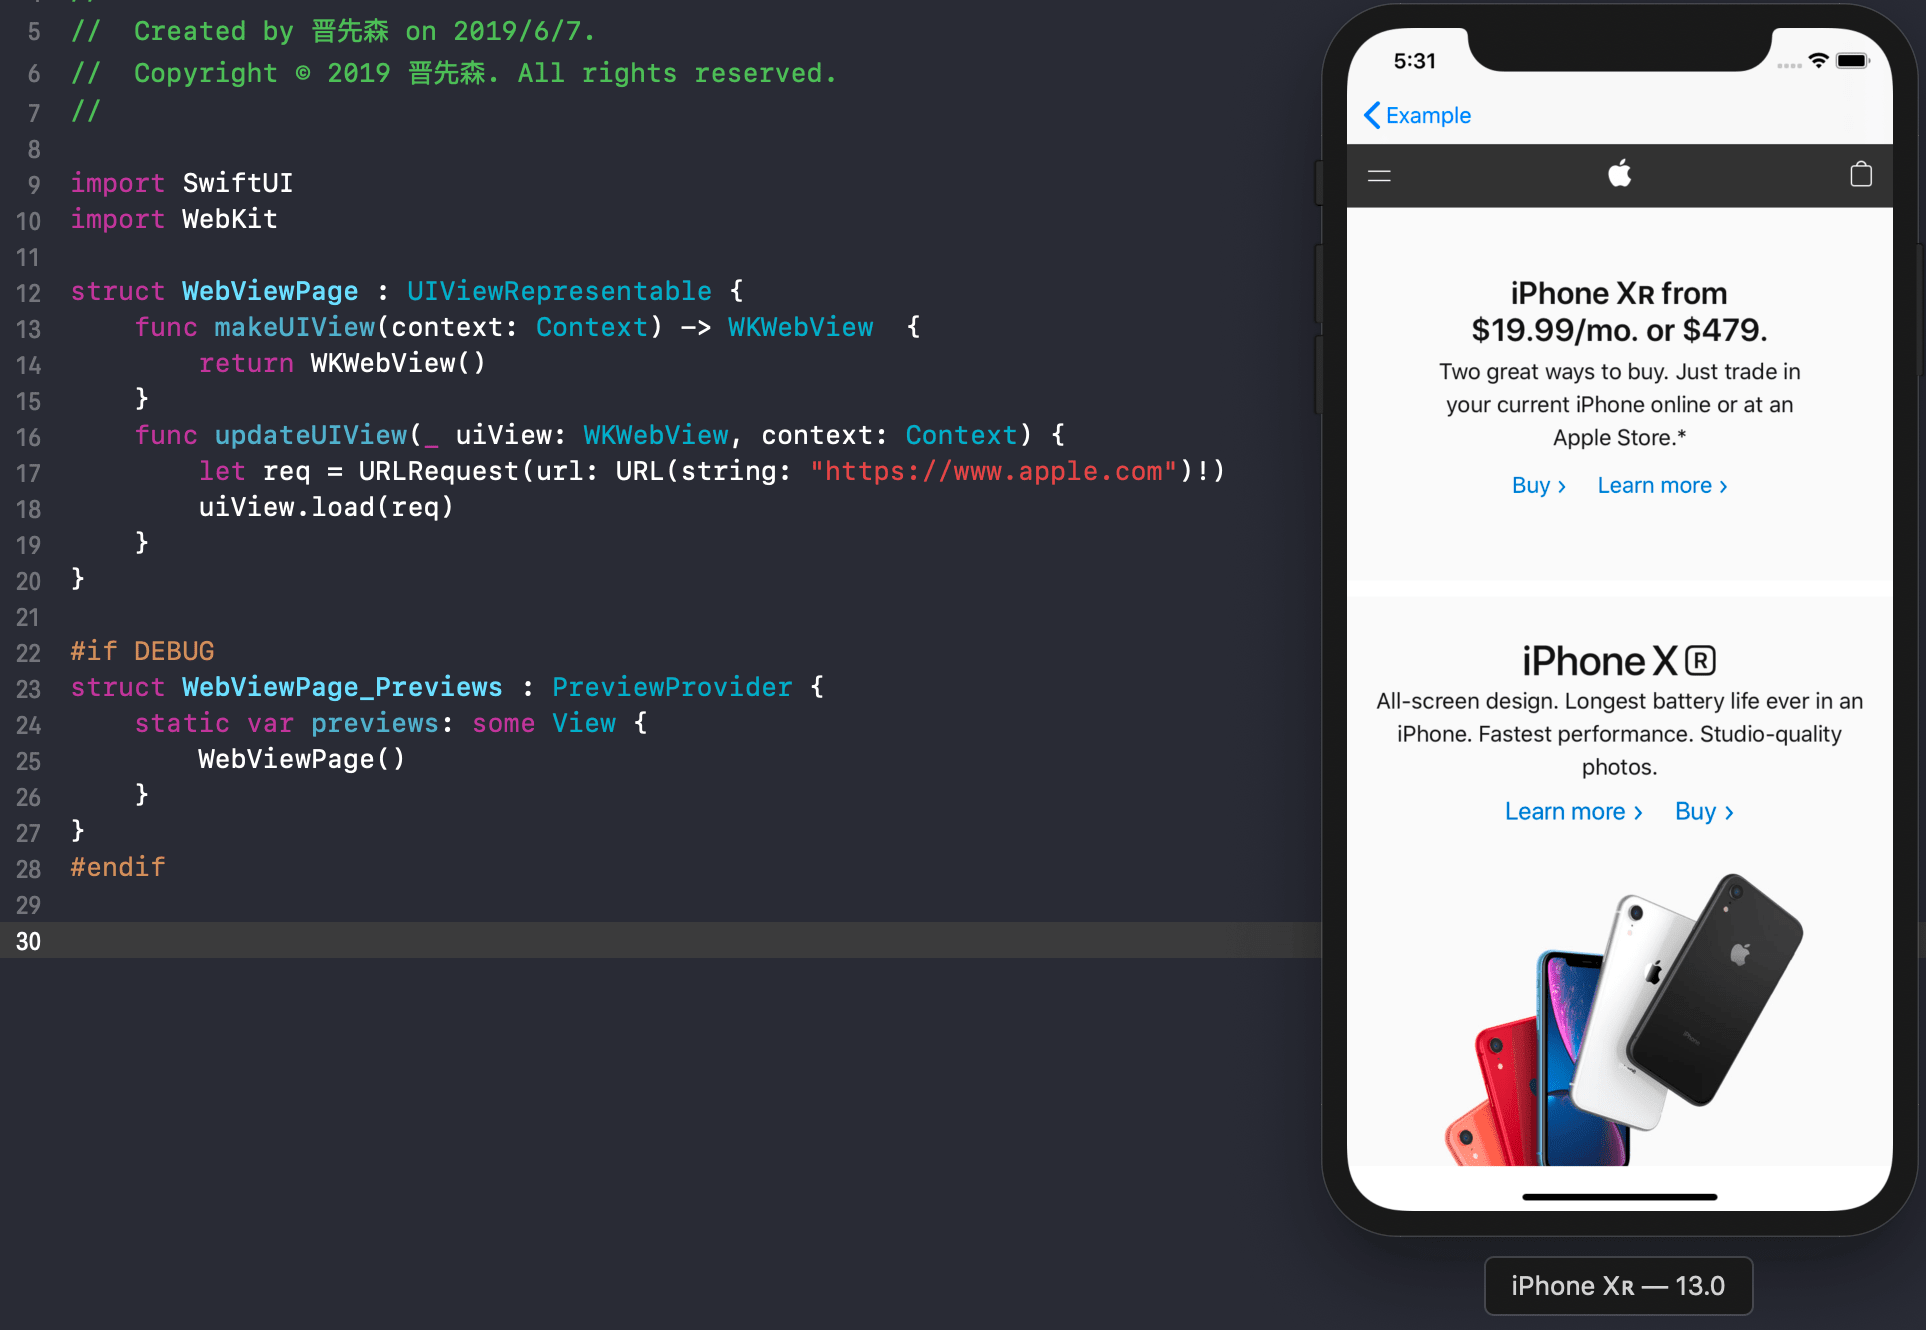 5 //  Created by 晋先森 on 2019/6/7.
6 //  Copyright © 2019 晋先森. All rights reserved.
7 //
8
9 import SwiftUI
10 import WebKit
11
12 struct WebViewPage : UIViewRepresentable {
13     func makeUIView(context: Context) -> WKWebView  {
14         return WKWebView()
15     }
16     func updateUIView(_ uiView: WKWebView, context: Context) {
17         let req = URLRequest(url: URL(string: "https://www.apple.com")!)
18         uiView.load(req)
19     }
20 }
21
22 #if DEBUG
23 struct WebViewPage_Previews : PreviewProvider {
24     static var previews: some View {
25         WebViewPage()
26     }
27 }
28 #endif
29
30
5:31
Example
iPhone XR from
$19.99/mo. or $479.
Two great ways to buy. Just trade in
your current iPhone online or at an
Apple Store.*
Buy › Learn more ›
iPhone XR
All-screen design. Longest battery life ever in an
iPhone. Fastest performance. Studio-quality
photos.
Learn more › Buy ›
iPhone
iPhone XR — 13.0